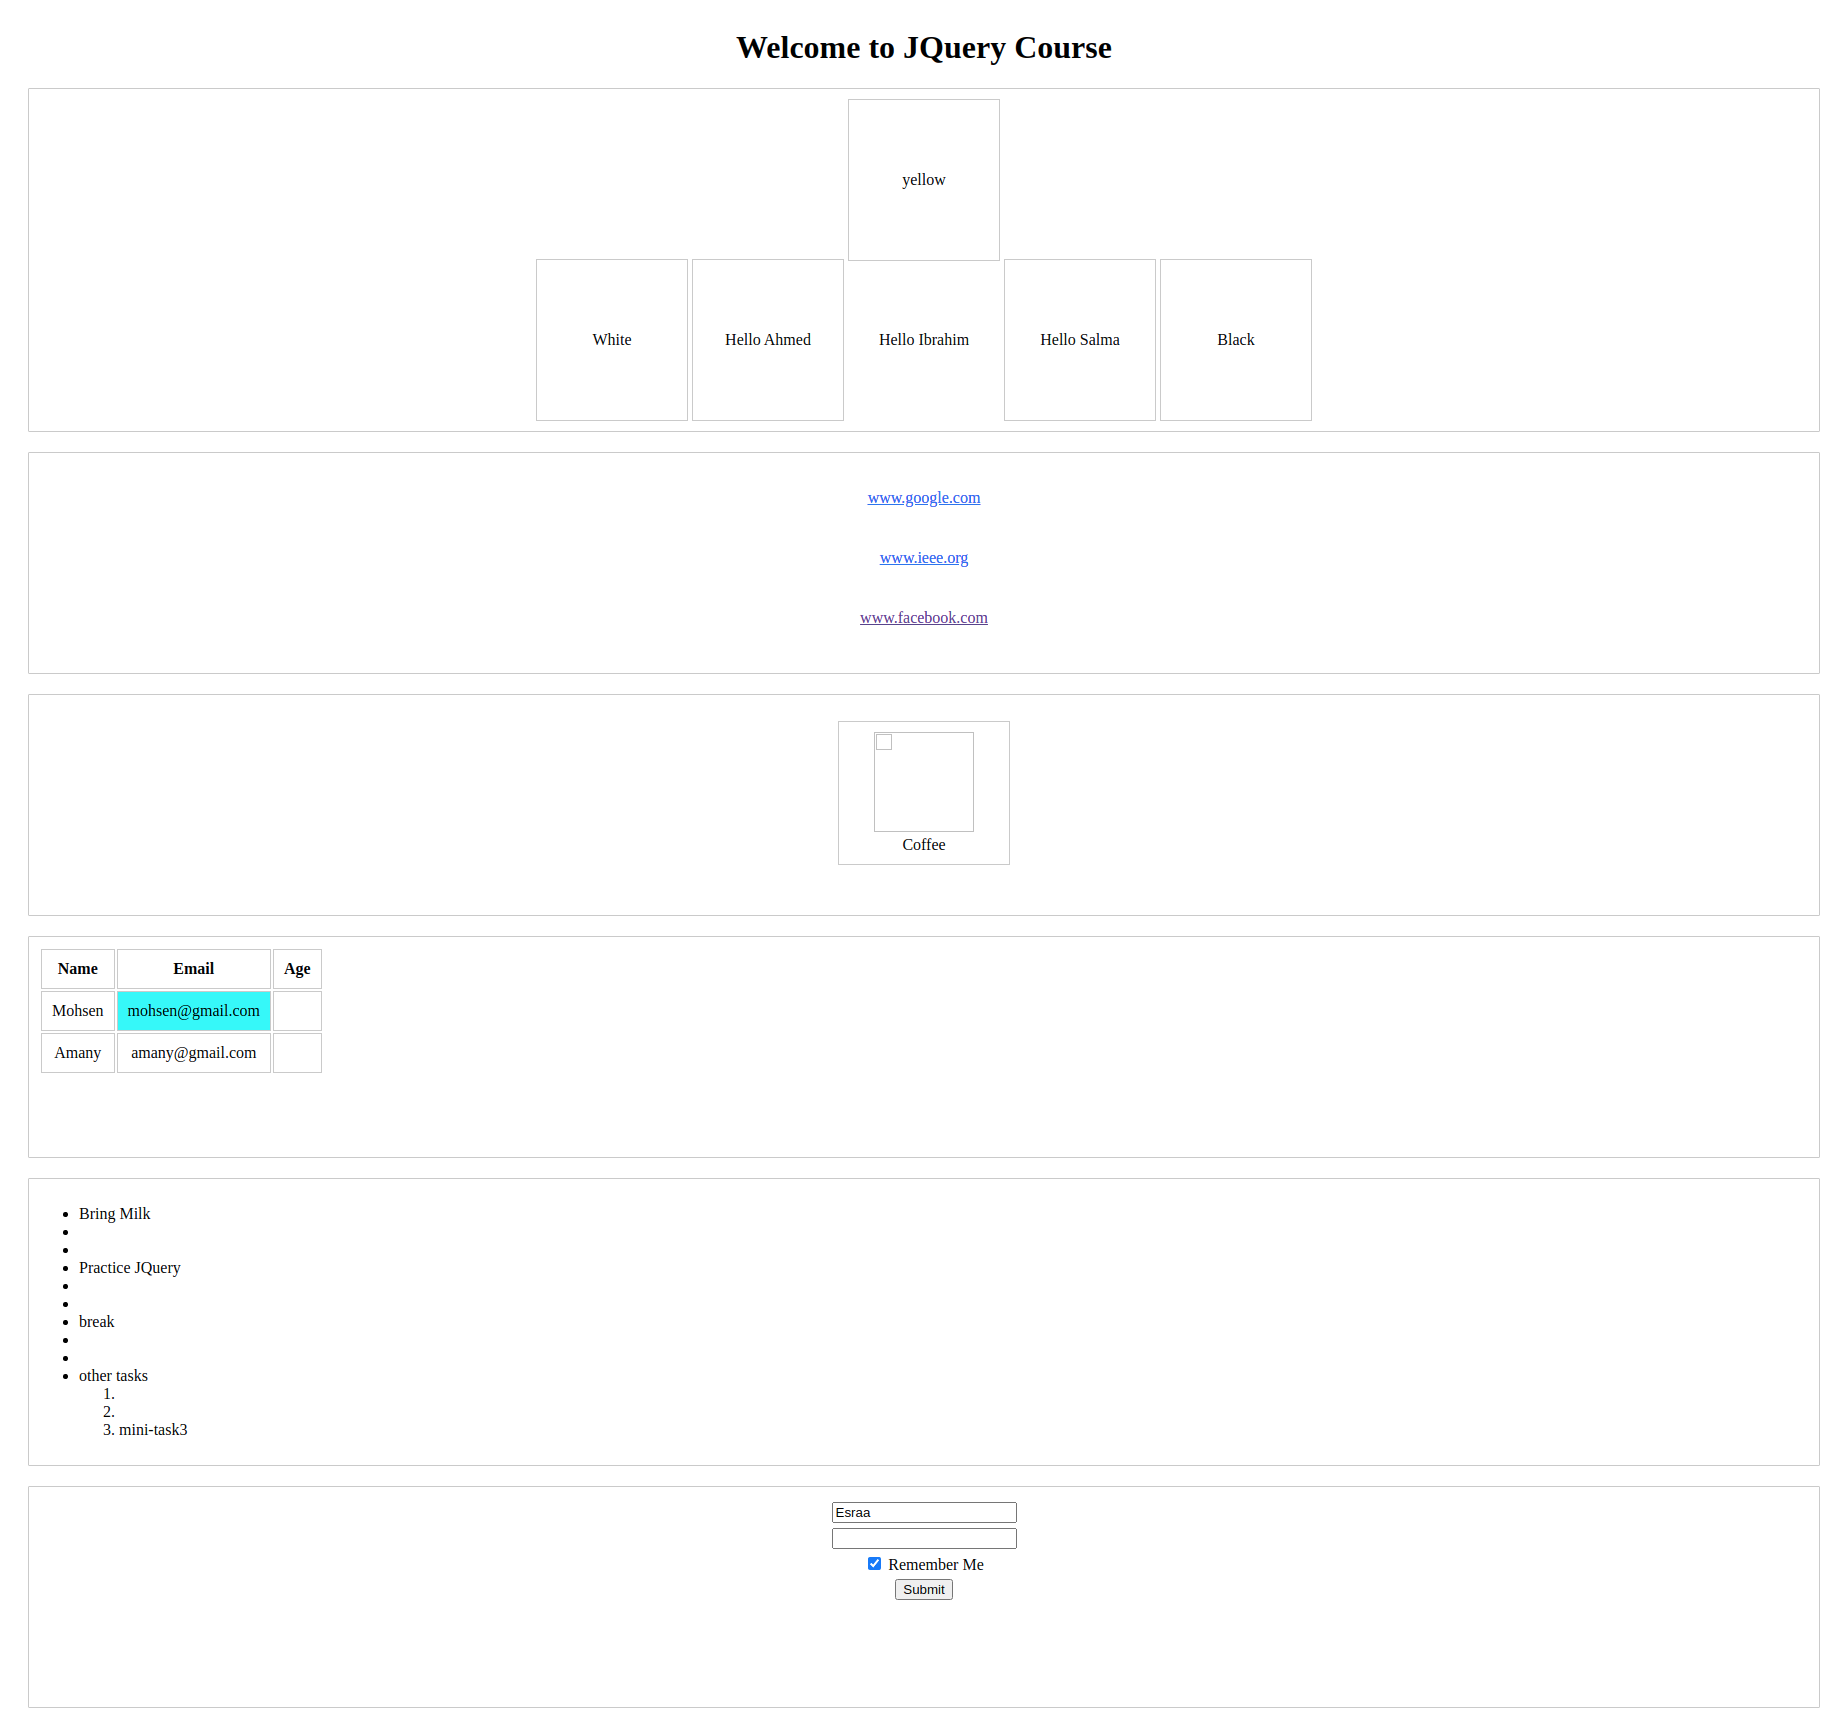 Welcome to JQuery Course
yellow
White Hello Ahmed Hello Ibrahim Hello Salma Black
www.google.com
www.ieee.org
www.facebook.com
Coffee
Name Email Age
Mohsen mohsen@gmail.com
Amany amany@gmail.com
Bring Milk
Practice JQuery
break
other tasks
1.
2.
3. mini-task3
Esraa
Remember Me
Submit